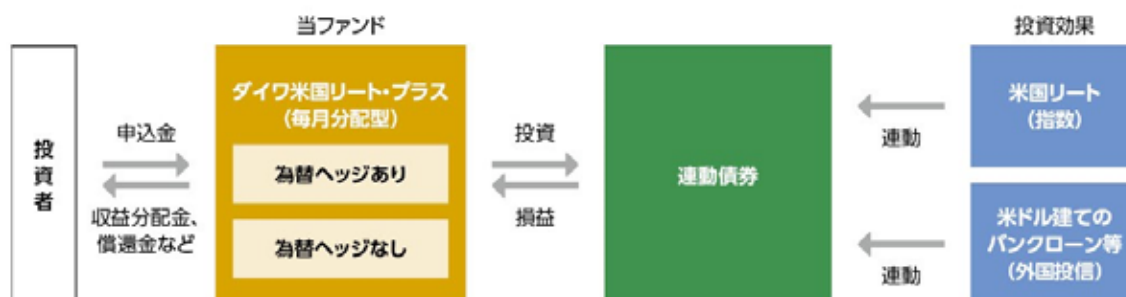 当ファンド
投資効果
投資者
申込金
収益分配金、
償還金など
ダイワ米国リート・プラス
(毎月分配型)
為替ヘッジあり
為替ヘッジなし
投資
損益
連動債券
連動
連動
米国リート
(指数)
米ドル建ての
バンクローン等
(外国投信)